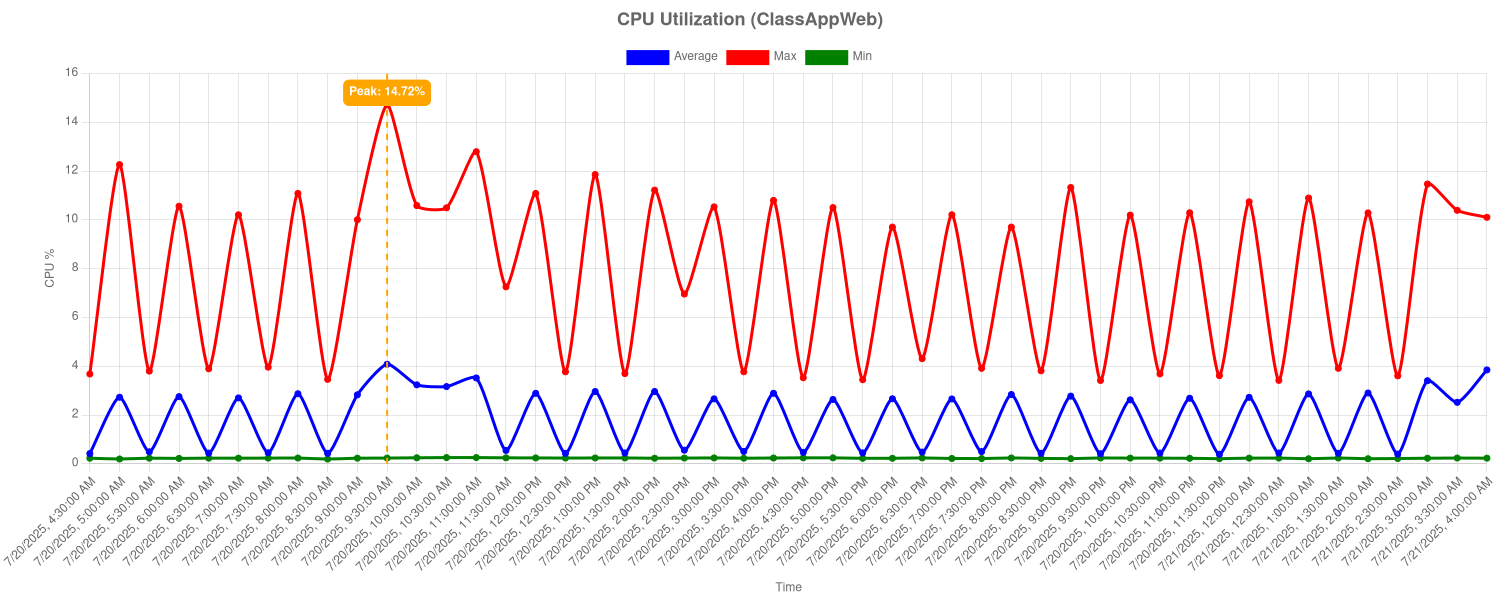 CPU Utilization (ClassAppWeb)
Average Max Min
Peak: 14.72%
16
14
12
10
8
6
4
2
0
CPU %
7/20/2025, 4:30:00 AM
7/20/2025, 5:00:00 AM
7/20/2025, 5:30:00 AM
7/20/2025, 6:00:00 AM
7/20/2025, 6:30:00 AM
7/20/2025, 7:00:00 AM
7/20/2025, 7:30:00 AM
7/20/2025, 8:00:00 AM
7/20/2025, 8:30:00 AM
7/20/2025, 9:00:00 AM
7/20/2025, 9:30:00 AM
7/20/2025, 10:00:00 AM
7/20/2025, 10:30:00 AM
7/20/2025, 11:00:00 AM
7/20/2025, 11:30:00 AM
7/20/2025, 12:00:00 PM
7/20/2025, 12:30:00 PM
7/20/2025, 1:00:00 PM
7/20/2025, 1:30:00 PM
7/20/2025, 2:00:00 PM
7/20/2025, 2:30:00 PM
7/20/2025, 3:00:00 PM
7/20/2025, 3:30:00 PM
7/20/2025, 4:00:00 PM
7/20/2025, 4:30:00 PM
7/20/2025, 5:00:00 PM
7/20/2025, 5:30:00 PM
7/20/2025, 6:00:00 PM
7/20/2025, 6:30:00 PM
7/20/2025, 7:00:00 PM
7/20/2025, 7:30:00 PM
7/20/2025, 8:00:00 PM
7/20/2025, 8:30:00 PM
7/20/2025, 9:00:00 PM
7/20/2025, 9:30:00 PM
7/20/2025, 10:00:00 PM
7/20/2025, 10:30:00 PM
7/20/2025, 11:00:00 PM
7/20/2025, 11:30:00 PM
7/21/2025, 12:00:00 AM
7/21/2025, 12:30:00 AM
7/21/2025, 1:00:00 AM
7/21/2025, 1:30:00 AM
7/21/2025, 2:00:00 AM
7/21/2025, 2:30:00 AM
7/21/2025, 3:00:00 AM
7/21/2025, 3:30:00 AM
7/21/2025, 4:00:00 AM
Time